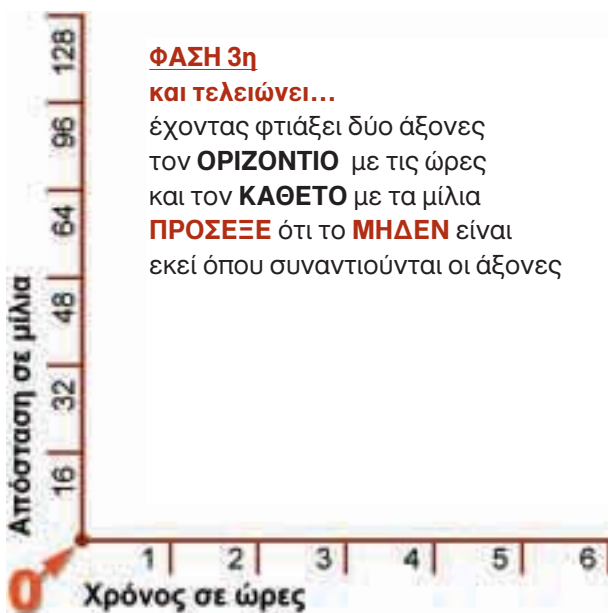 ΦΑΣΗ 3η
και τελειώνει...
έχοντας φτιάξει δύο άξονες
τον ΟΡΙΖΟΝΤΙΟ με τις ώρες
και τον ΚΑΘΕΤΟ με τα μίλια
ΠΡΟΣΕΞΕ ότι το ΜΗΔΕΝ είναι
εκεί όπου συναντιούνται οι άξονες
Απόσταση σε μίλια
128
96
64
48
32
16
0
1 2 3 4 5 6
Χρόνος σε ώρες